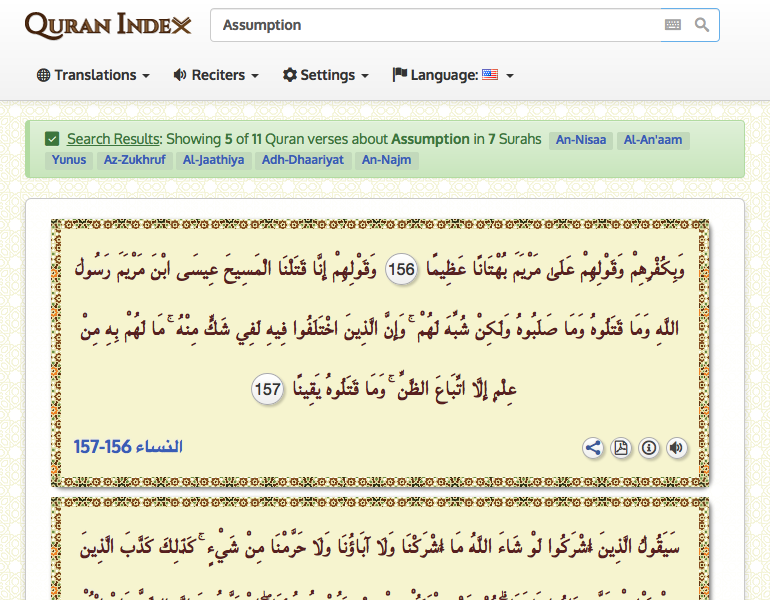 QURAN INDEX
Assumption
Translations Reciters Settings Language:
Search Results: Showing 5 of 11 Quran verses about Assumption in 7 Surahs An-Nisaa Al-An'aam
Yunus Az-Zukhruf Al-Jaathiya Adh-Dhaariyat An-Najm
وَبِكُفْرِهِمْ وَقَوْلِهِمْ عَلَىٰ مَرْيَمَ بُهْتَانًا عَظِيمًا 156 وَقَوْلِهِمْ إِنَّا قَتَلْنَا الْمَسِيحَ عِيسَى ابْنَ مَرْيَمَ رَسُولَ
اللَّهِ وَمَا قَتَلُوهُ وَمَا صَلَبُوهُ وَلَٰكِنْ شُبِّهَ لَهُمْ ۚ وَإِنَّ الَّذِينَ اخْتَلَفُوا فِيهِ لَفِي شَكٍّ مِنْهُ ۚ مَا لَهُمْ بِهِ مِنْ
عِلْمٍ إِلَّا اتِّبَاعَ الظَّنِّ ۚ وَمَا قَتَلُوهُ يَقِينًا 157
النساء 156-157
سَيَقُولُ الَّذِينَ أَشْرَكُوا لَوْ شَاءَ اللَّهُ مَا أَشْرَكْنَا وَلَا آبَاؤُنَا وَلَا حَرَّمْنَا مِنْ شَيْءٍ ۚ كَذَٰلِكَ كَذَّبَ الَّذِينَ